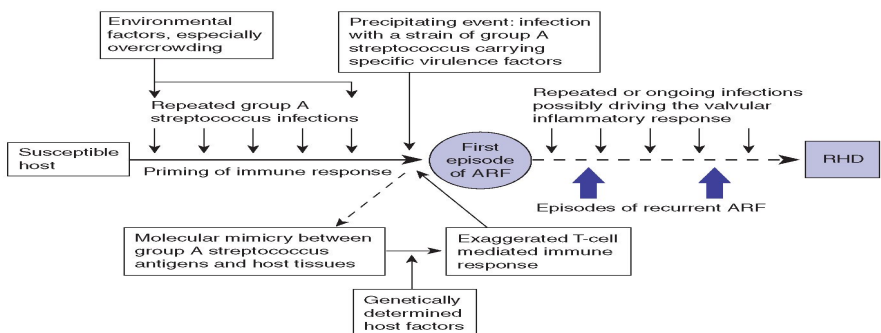 Environmental
factors, especially
overcrowding
Precipitating event: infection
with a strain of group A
streptococcus carrying
specific virulence factors
Repeated group A
streptococcus infections
Repeated or ongoing infections
possibly driving the valvular
inflammatory response
Susceptible
host
Priming of immune response
First
episode
of ARF
RHD
Episodes of recurrent ARF
Molecular mimicry between
group A streptococcus
antigens and host tissues
Exaggerated T-cell
mediated immune
response
Genetically
determined
host factors